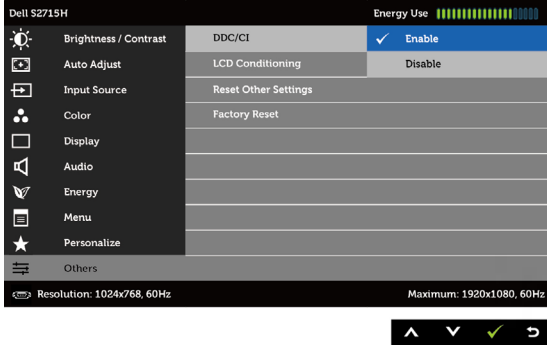 Dell S2715H Energy Use
Brightness / Contrast DDC/CI Enable
Auto Adjust LCD Conditioning Disable
Input Source Reset Other Settings
Color Factory Reset
Display
Audio
Energy
Menu
Personalize
Others
Resolution: 1024x768, 60Hz Maximum: 1920x1080, 60Hz